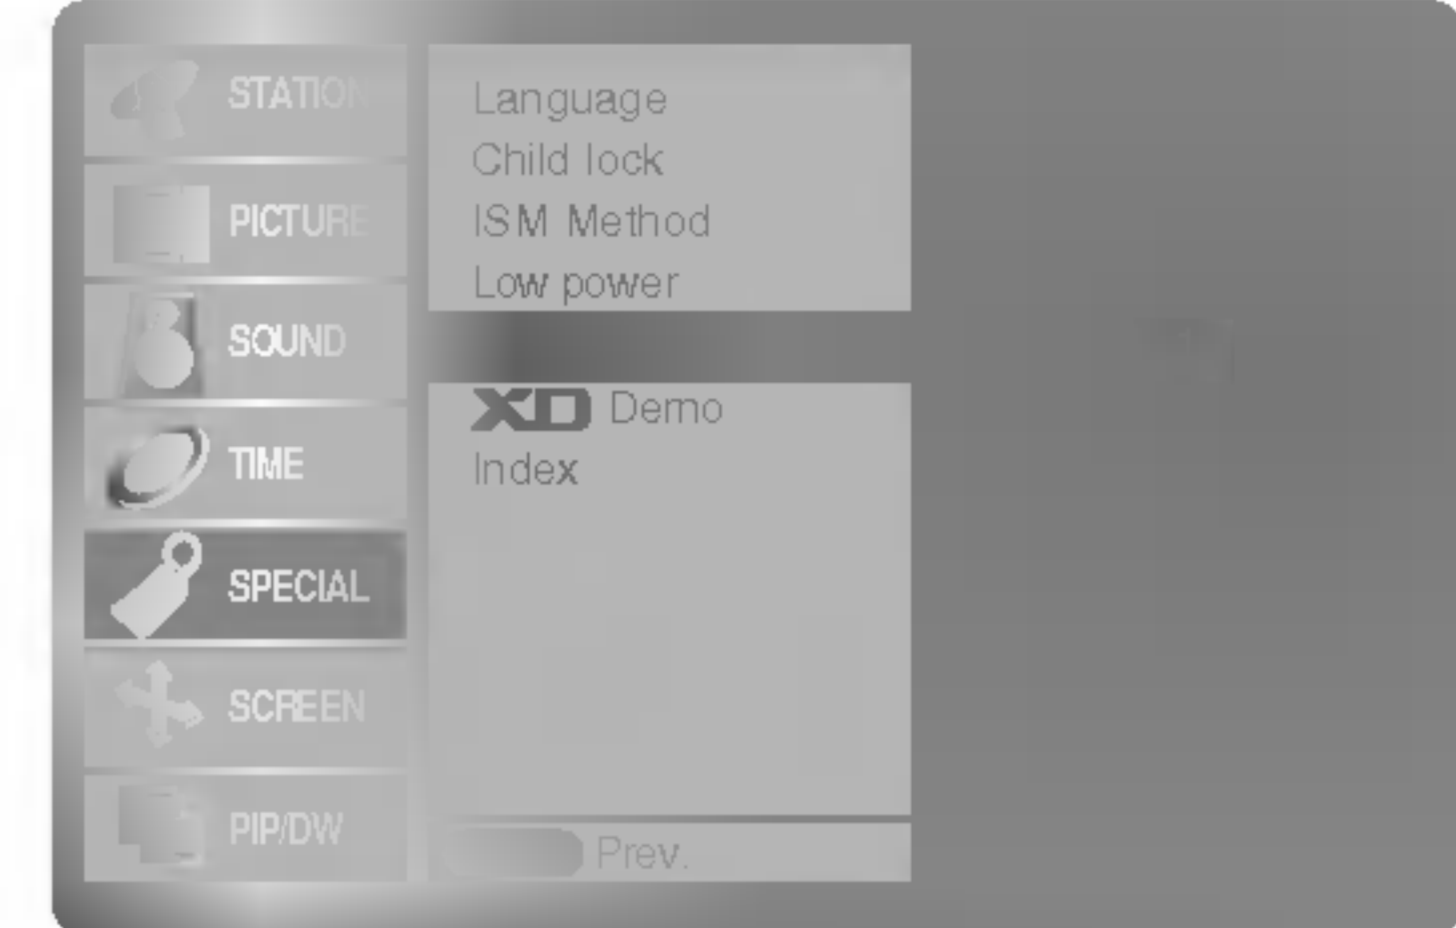 STATION
PICTURE
SOUND
TIME
SPECIAL
SCREEN
PIP/DW
Language
Child lock
ISM Method
Low power
XD Demo
Index
Prev.